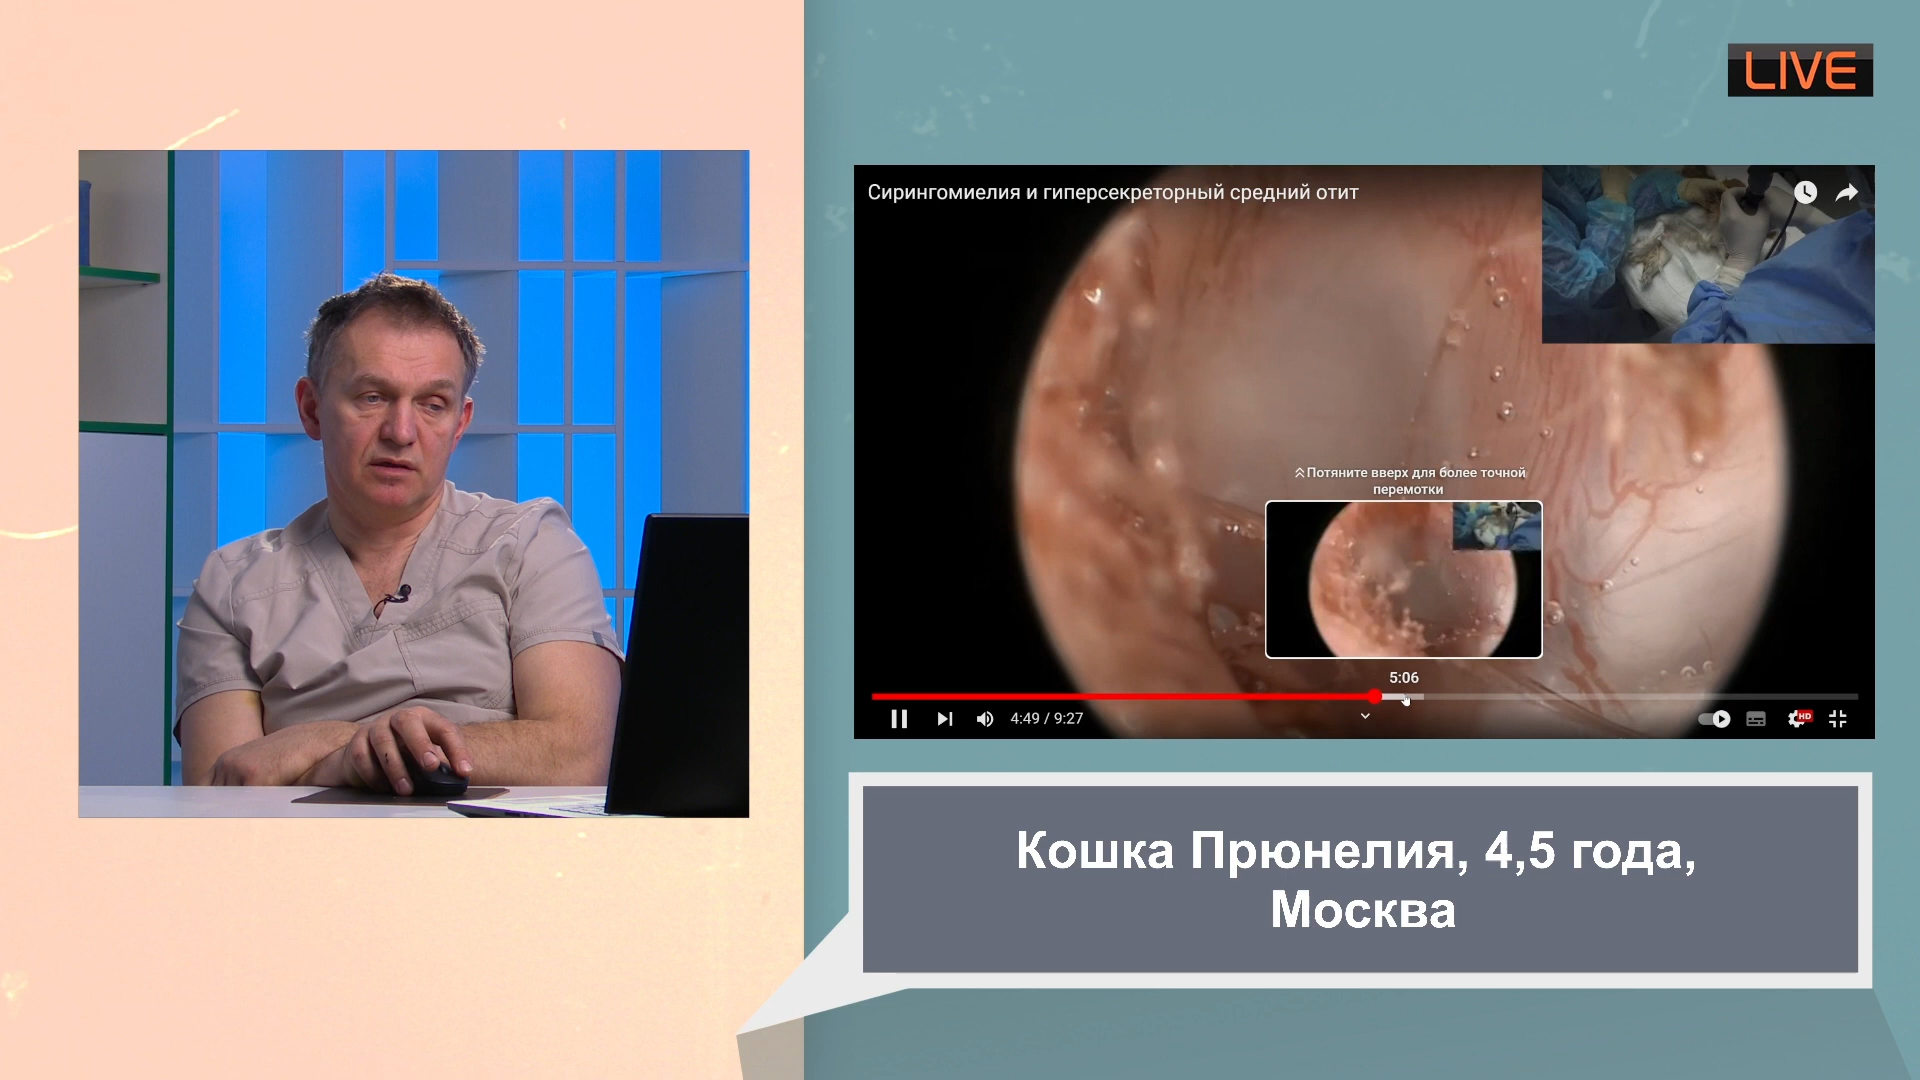 LIVE
Сирингомиелия и гиперсекреторный средний отит
Потяните вверх для более точной
перемотки
5:06
4:49 / 9:27
HD
Кошка Прюнелия, 4,5 года,
Москва